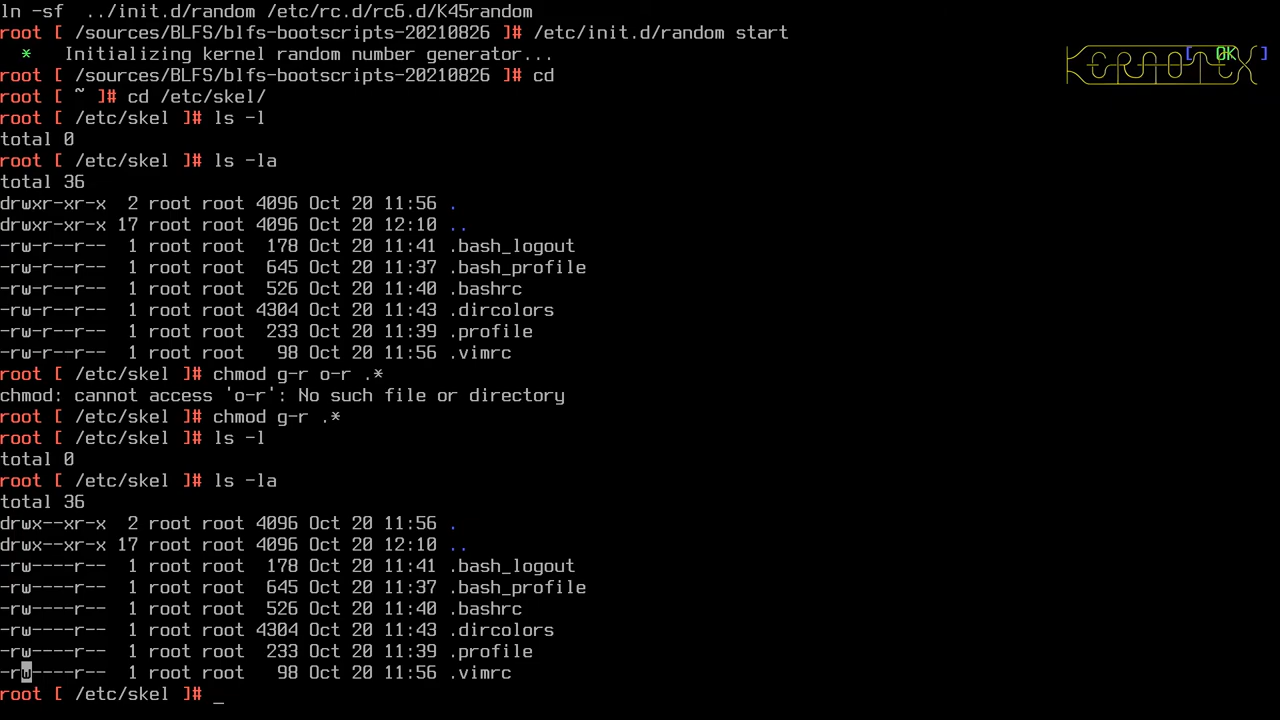 ln -sf  ../init.d/random /etc/rc.d/rc6.d/K45random
root [ /sources/BLFS/blfs-bootscripts-20210826 ]# /etc/init.d/random start
 *   Initializing kernel random number generator... [ OK ]
root [ /sources/BLFS/blfs-bootscripts-20210826 ]# cd
root [ ~ ]# cd /etc/skel/
root [ /etc/skel ]# ls -l
total 0
root [ /etc/skel ]# ls -la
total 36
drwxr-xr-x  2 root root 4096 Oct 20 11:56 .
drwxr-xr-x 17 root root 4096 Oct 20 12:10 ..
-rw-r--r--  1 root root  178 Oct 20 11:41 .bash_logout
-rw-r--r--  1 root root  645 Oct 20 11:37 .bash_profile
-rw-r--r--  1 root root  526 Oct 20 11:40 .bashrc
-rw-r--r--  1 root root 4304 Oct 20 11:43 .dircolors
-rw-r--r--  1 root root  233 Oct 20 11:39 .profile
-rw-r--r--  1 root root   98 Oct 20 11:56 .vimrc
root [ /etc/skel ]# chmod g-r o-r .*
chmod: cannot access 'o-r': No such file or directory
root [ /etc/skel ]# chmod g-r .*
root [ /etc/skel ]# ls -l
total 0
root [ /etc/skel ]# ls -la
total 36
drwx--xr-x  2 root root 4096 Oct 20 11:56 .
drwx--xr-x 17 root root 4096 Oct 20 12:10 ..
-rw----r--  1 root root  178 Oct 20 11:41 .bash_logout
-rw----r--  1 root root  645 Oct 20 11:37 .bash_profile
-rw----r--  1 root root  526 Oct 20 11:40 .bashrc
-rw----r--  1 root root 4304 Oct 20 11:43 .dircolors
-rw----r--  1 root root  233 Oct 20 11:39 .profile
-rw----r--  1 root root   98 Oct 20 11:56 .vimrc
root [ /etc/skel ]# _